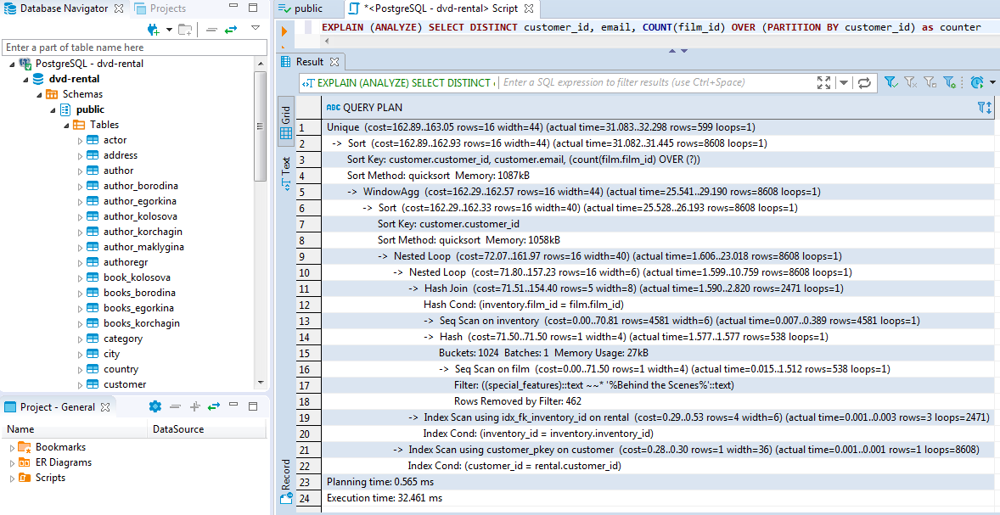 Database Navigator
Projects
Enter a part of table name here
PostgreSQL - dvd-rental
dvd-rental
Schemas
public
Tables
actor
address
author
author_borodina
author_egorkina
author_kolosova
author_korchagin
author_maklygina
authoregr
book_kolosova
books_borodina
books_egorkina
books_korchagin
category
city
country
customer
Project - General
Name DataSource
Bookmarks
ER Diagrams
Scripts
public
*<PostgreSQL - dvd-rental> Script
EXPLAIN (ANALYZE) SELECT DISTINCT customer_id, email, COUNT(film_id) OVER (PARTITION BY customer_id) as counter
Result
EXPLAIN (ANALYZE) SELECT DISTINCT Enter a SQL expression to filter results (use Ctrl+Space)
Grid
Text
Record
ABC QUERY PLAN
1 Unique (cost=162.89..163.05 rows=16 width=44) (actual time=31.083..32.298 rows=599 loops=1)
2 -> Sort (cost=162.89..162.93 rows=16 width=44) (actual time=31.082..31.445 rows=8608 loops=1)
3 Sort Key: customer.customer_id, customer.email, (count(film.film_id) OVER (?))
4 Sort Method: quicksort Memory: 1087kB
5 -> WindowAgg (cost=162.29..162.57 rows=16 width=44) (actual time=25.541..29.190 rows=8608 loops=1)
6 -> Sort (cost=162.29..162.33 rows=16 width=40) (actual time=25.528..26.193 rows=8608 loops=1)
7 Sort Key: customer.customer_id
8 Sort Method: quicksort Memory: 1058kB
9 -> Nested Loop (cost=72.07..161.97 rows=16 width=40) (actual time=1.606..23.018 rows=8608 loops=1)
10 -> Nested Loop (cost=71.80..157.23 rows=16 width=6) (actual time=1.599..10.759 rows=8608 loops=1)
11 -> Hash Join (cost=71.51..154.40 rows=5 width=8) (actual time=1.590..2.820 rows=2471 loops=1)
12 Hash Cond: (inventory.film_id = film.film_id)
13 -> Seq Scan on inventory (cost=0.00..70.81 rows=4581 width=6) (actual time=0.007..0.389 rows=4581 loops=1)
14 -> Hash (cost=71.50..71.50 rows=1 width=4) (actual time=1.577..1.577 rows=538 loops=1)
15 Buckets: 1024 Batches: 1 Memory Usage: 27kB
16 -> Seq Scan on film (cost=0.00..71.50 rows=1 width=4) (actual time=0.015..1.512 rows=538 loops=1)
17 Filter: ((special_features)::text ~~* '%Behind the Scenes%'::text)
18 Rows Removed by Filter: 462
19 -> Index Scan using idx_fk_inventory_id on rental (cost=0.29..0.53 rows=4 width=6) (actual time=0.001..0.003 rows=3 loops=2471)
20 Index Cond: (inventory_id = inventory.inventory_id)
21 -> Index Scan using customer_pkey on customer (cost=0.28..0.30 rows=1 width=36) (actual time=0.001..0.001 rows=1 loops=8608)
22 Index Cond: (customer_id = rental.customer_id)
23 Planning time: 0.565 ms
24 Execution time: 32.461 ms